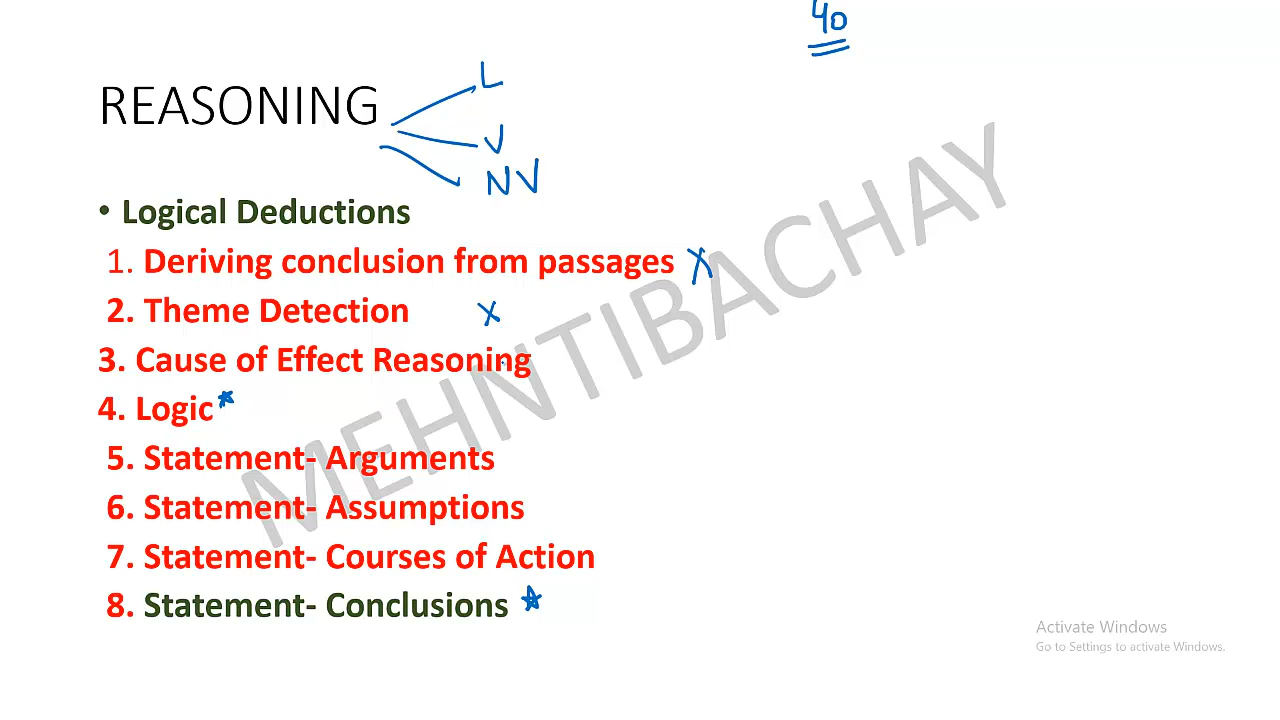 40
REASONING
L
V
NV
• Logical Deductions
1. Deriving conclusion from passages X
2. Theme Detection X
3. Cause of Effect Reasoning
4. Logic
5. Statement- Arguments
6. Statement- Assumptions
7. Statement- Courses of Action
8. Statement- Conclusions
MEHNTIBACHAY
Activate Windows
Go to Settings to activate Windows.